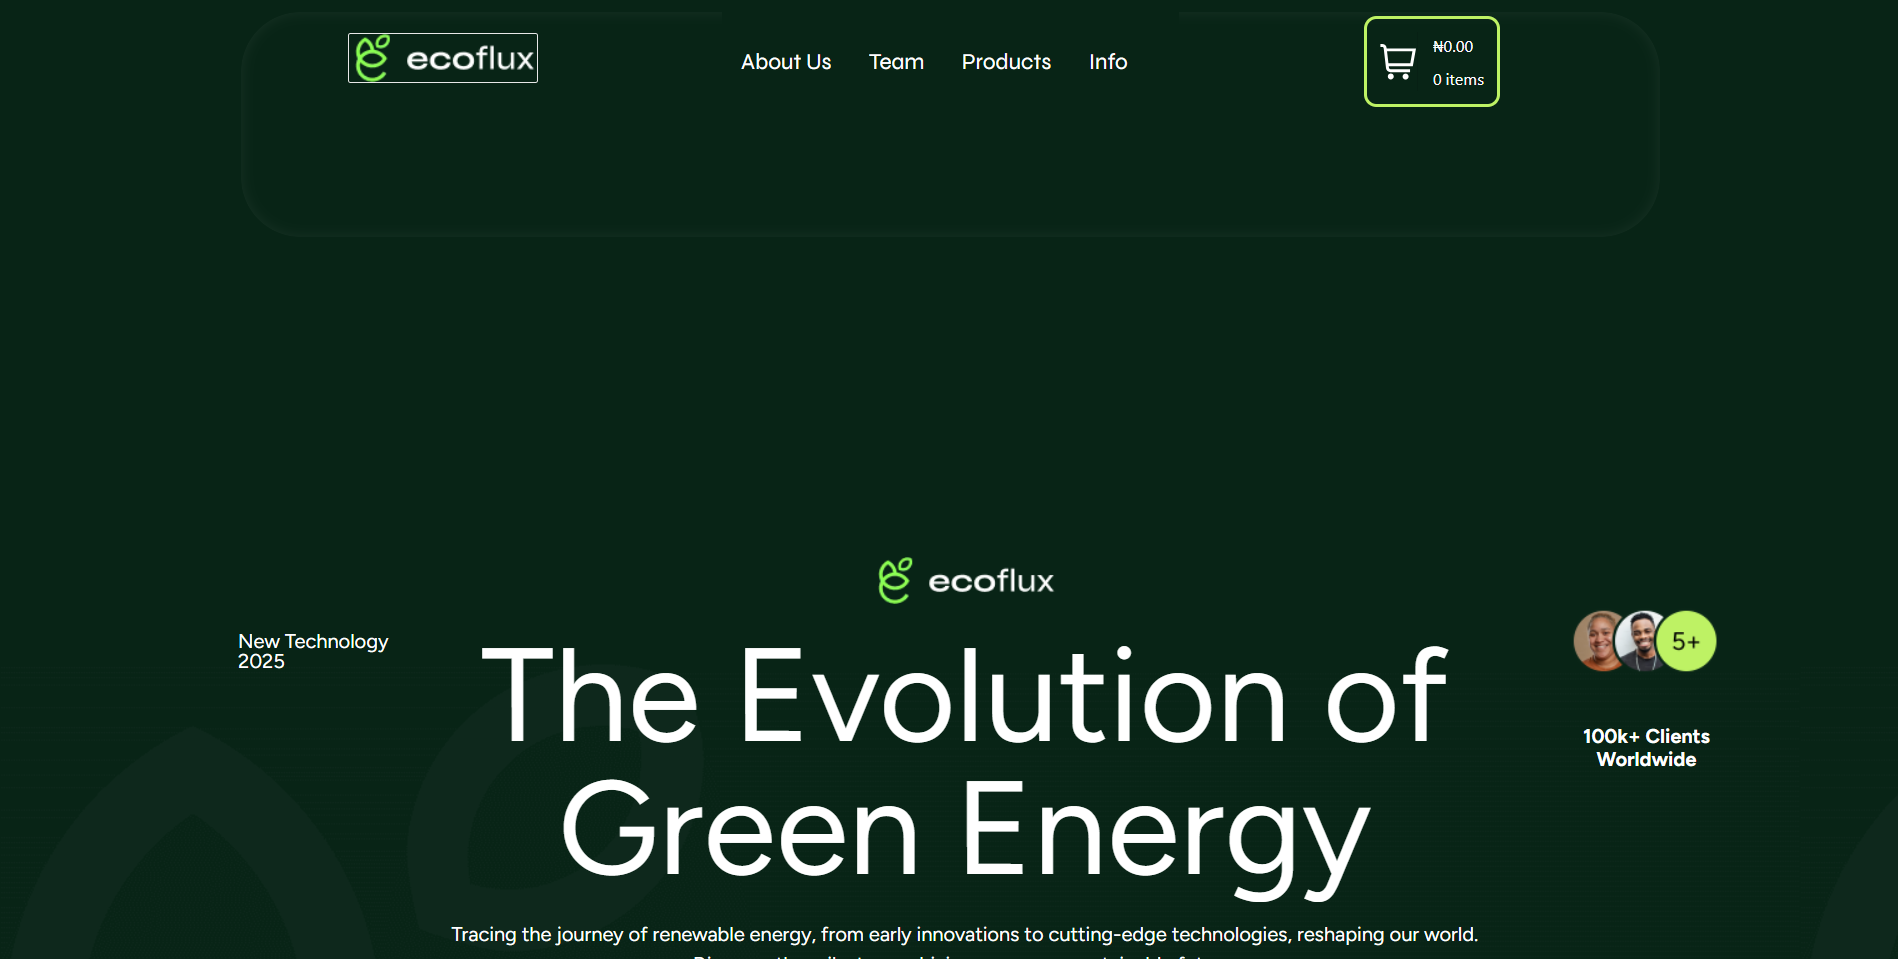 ecoflux
About Us Team Products Info
₦0.00
0 items
ecoflux
New Technology
2025
The Evolution of
Green Energy
5+
100k+ Clients
Worldwide
Tracing the journey of renewable energy, from early innovations to cutting-edge technologies, reshaping our world.